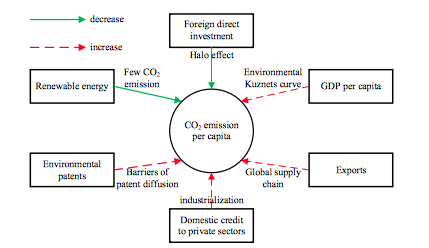 decrease
increase
Foreign direct
investment
Halo effect
Renewable energy
Few CO₂
emission
Environmental
Kuznets curve
GDP per capita
CO₂ emission
per capita
Environmental
patents
Barriers of
patent diffusion
Global supply
chain
Exports
industrialization
Domestic credit
to private sectors